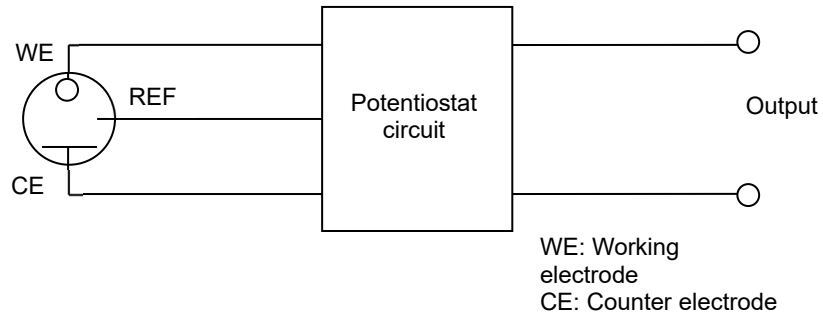 WE
REF
CE
Potentiostat
circuit
Output
WE: Working
electrode
CE: Counter electrode